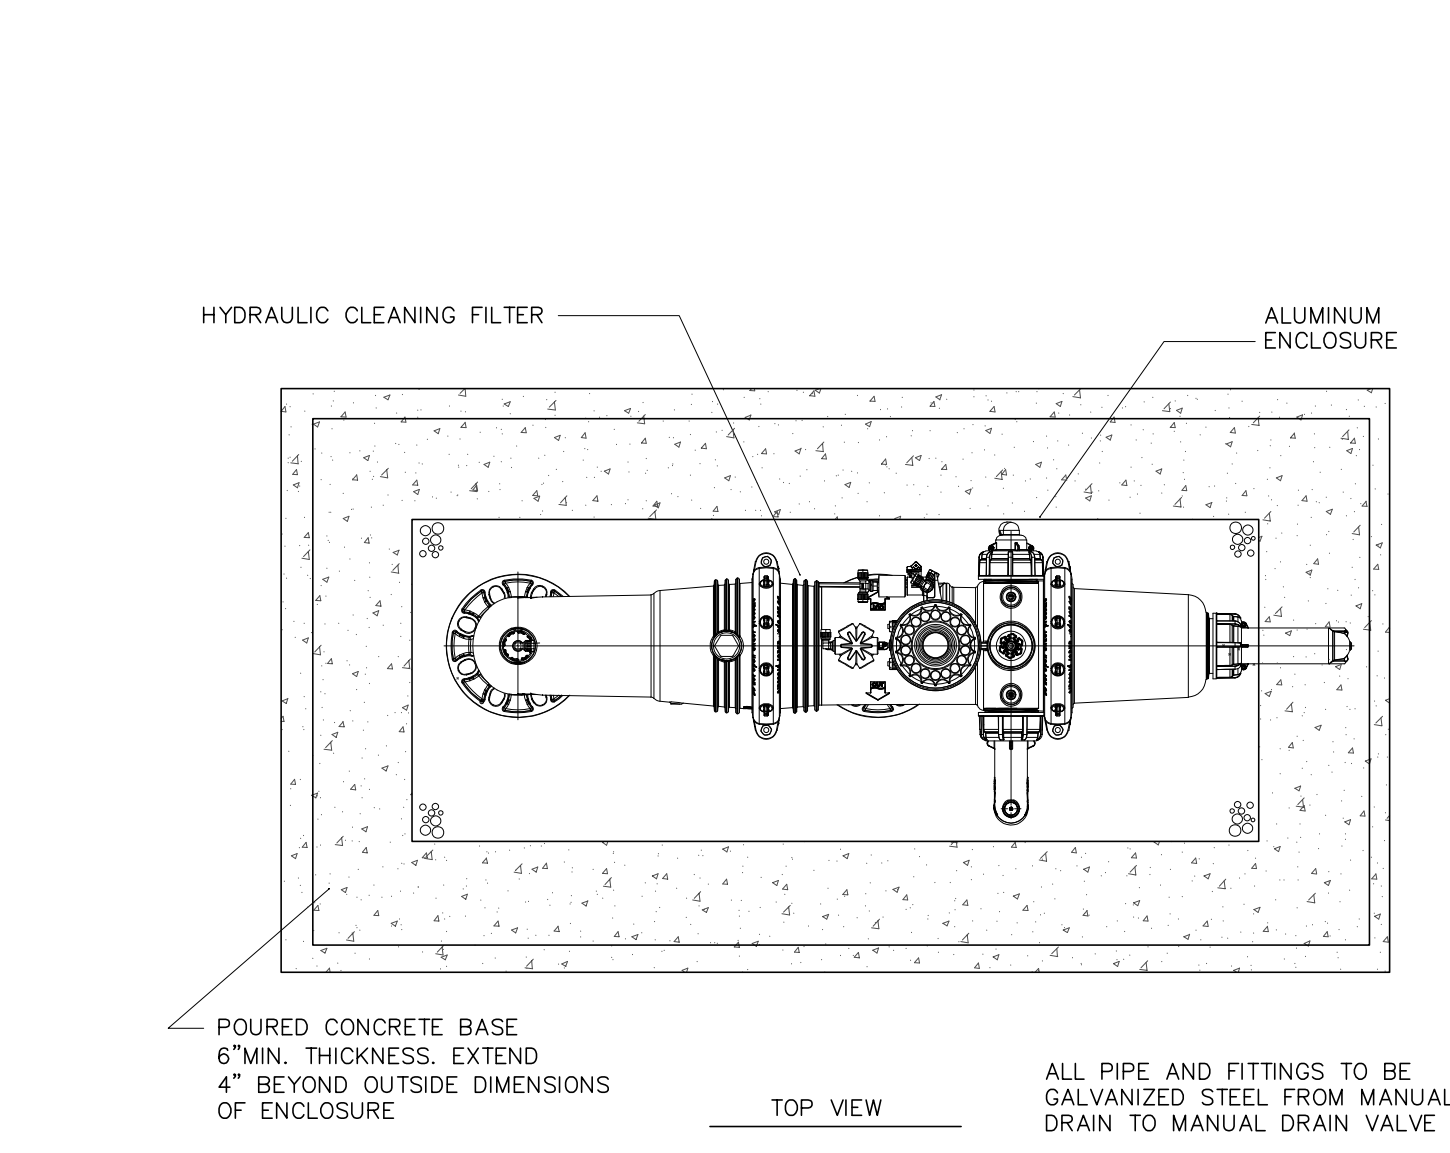 HYDRAULIC CLEANING FILTER
ALUMINUM
ENCLOSURE
POURED CONCRETE BASE
6”MIN. THICKNESS. EXTEND
4” BEYOND OUTSIDE DIMENSIONS
OF ENCLOSURE
TOP VIEW
ALL PIPE AND FITTINGS TO BE
GALVANIZED STEEL FROM MANUAL
DRAIN TO MANUAL DRAIN VALVE